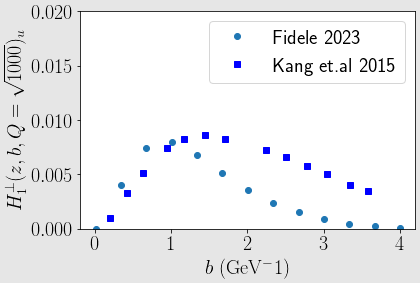 0.020
0.015
0.010
0.005
0.000
H_1^⊥(z, b, Q = √1000)_u
Fidele 2023
Kang et.al 2015
0 1 2 3 4
b (GeV⁻1)